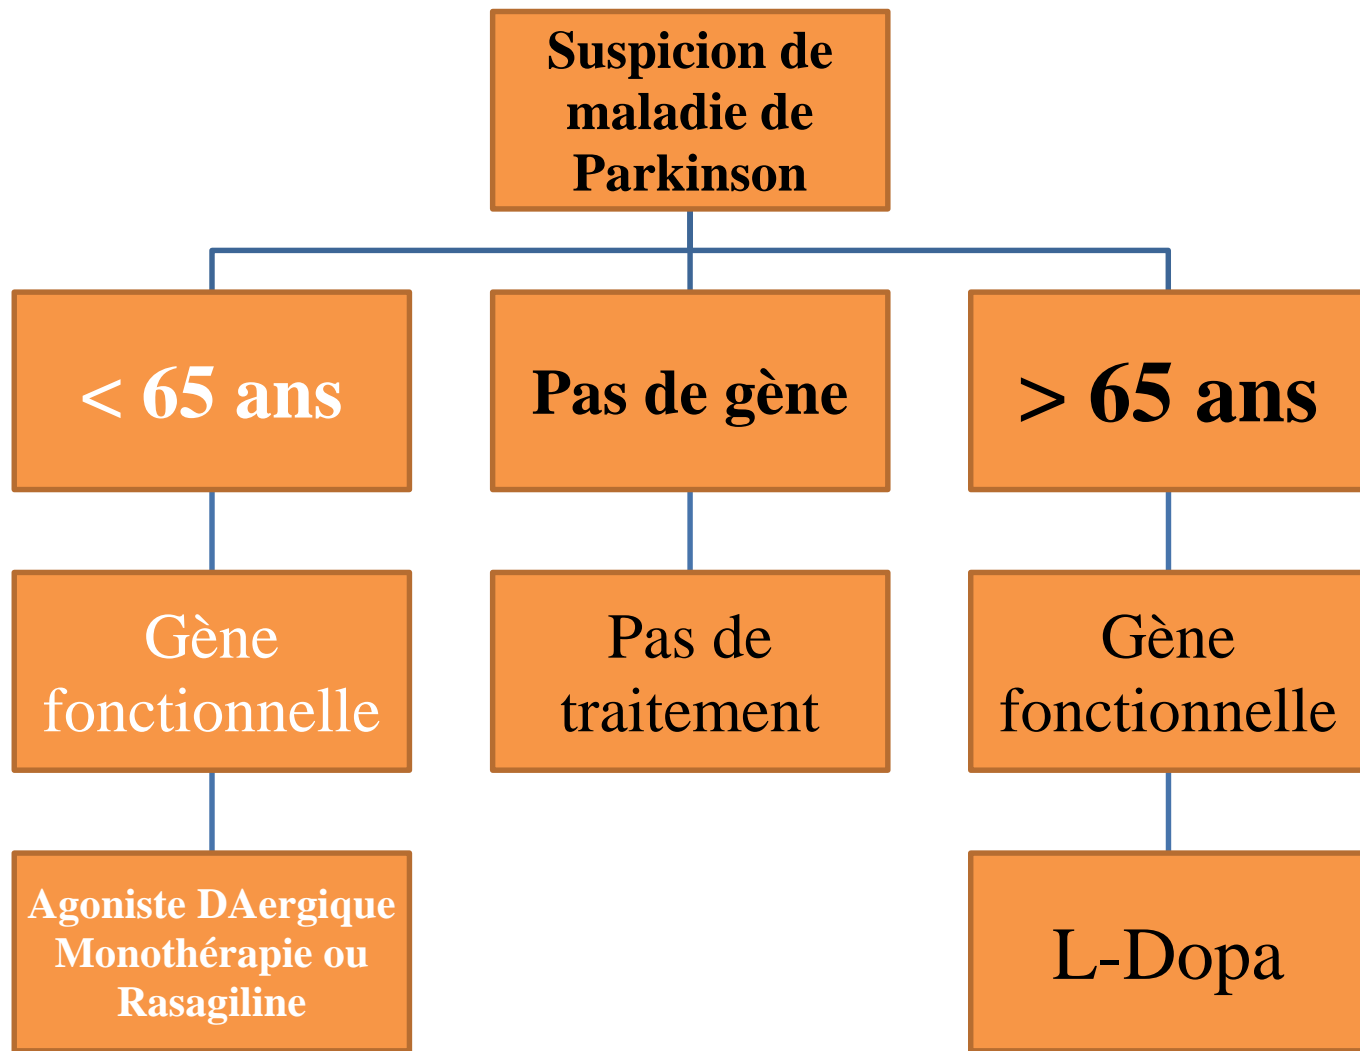 Suspicion de
maladie de
Parkinson
< 65 ans
Pas de gène
> 65 ans
Gène
fonctionnelle
Pas de
traitement
Gène
fonctionnelle
Agoniste DAergique
Monothérapie ou
Rasagiline
L-Dopa